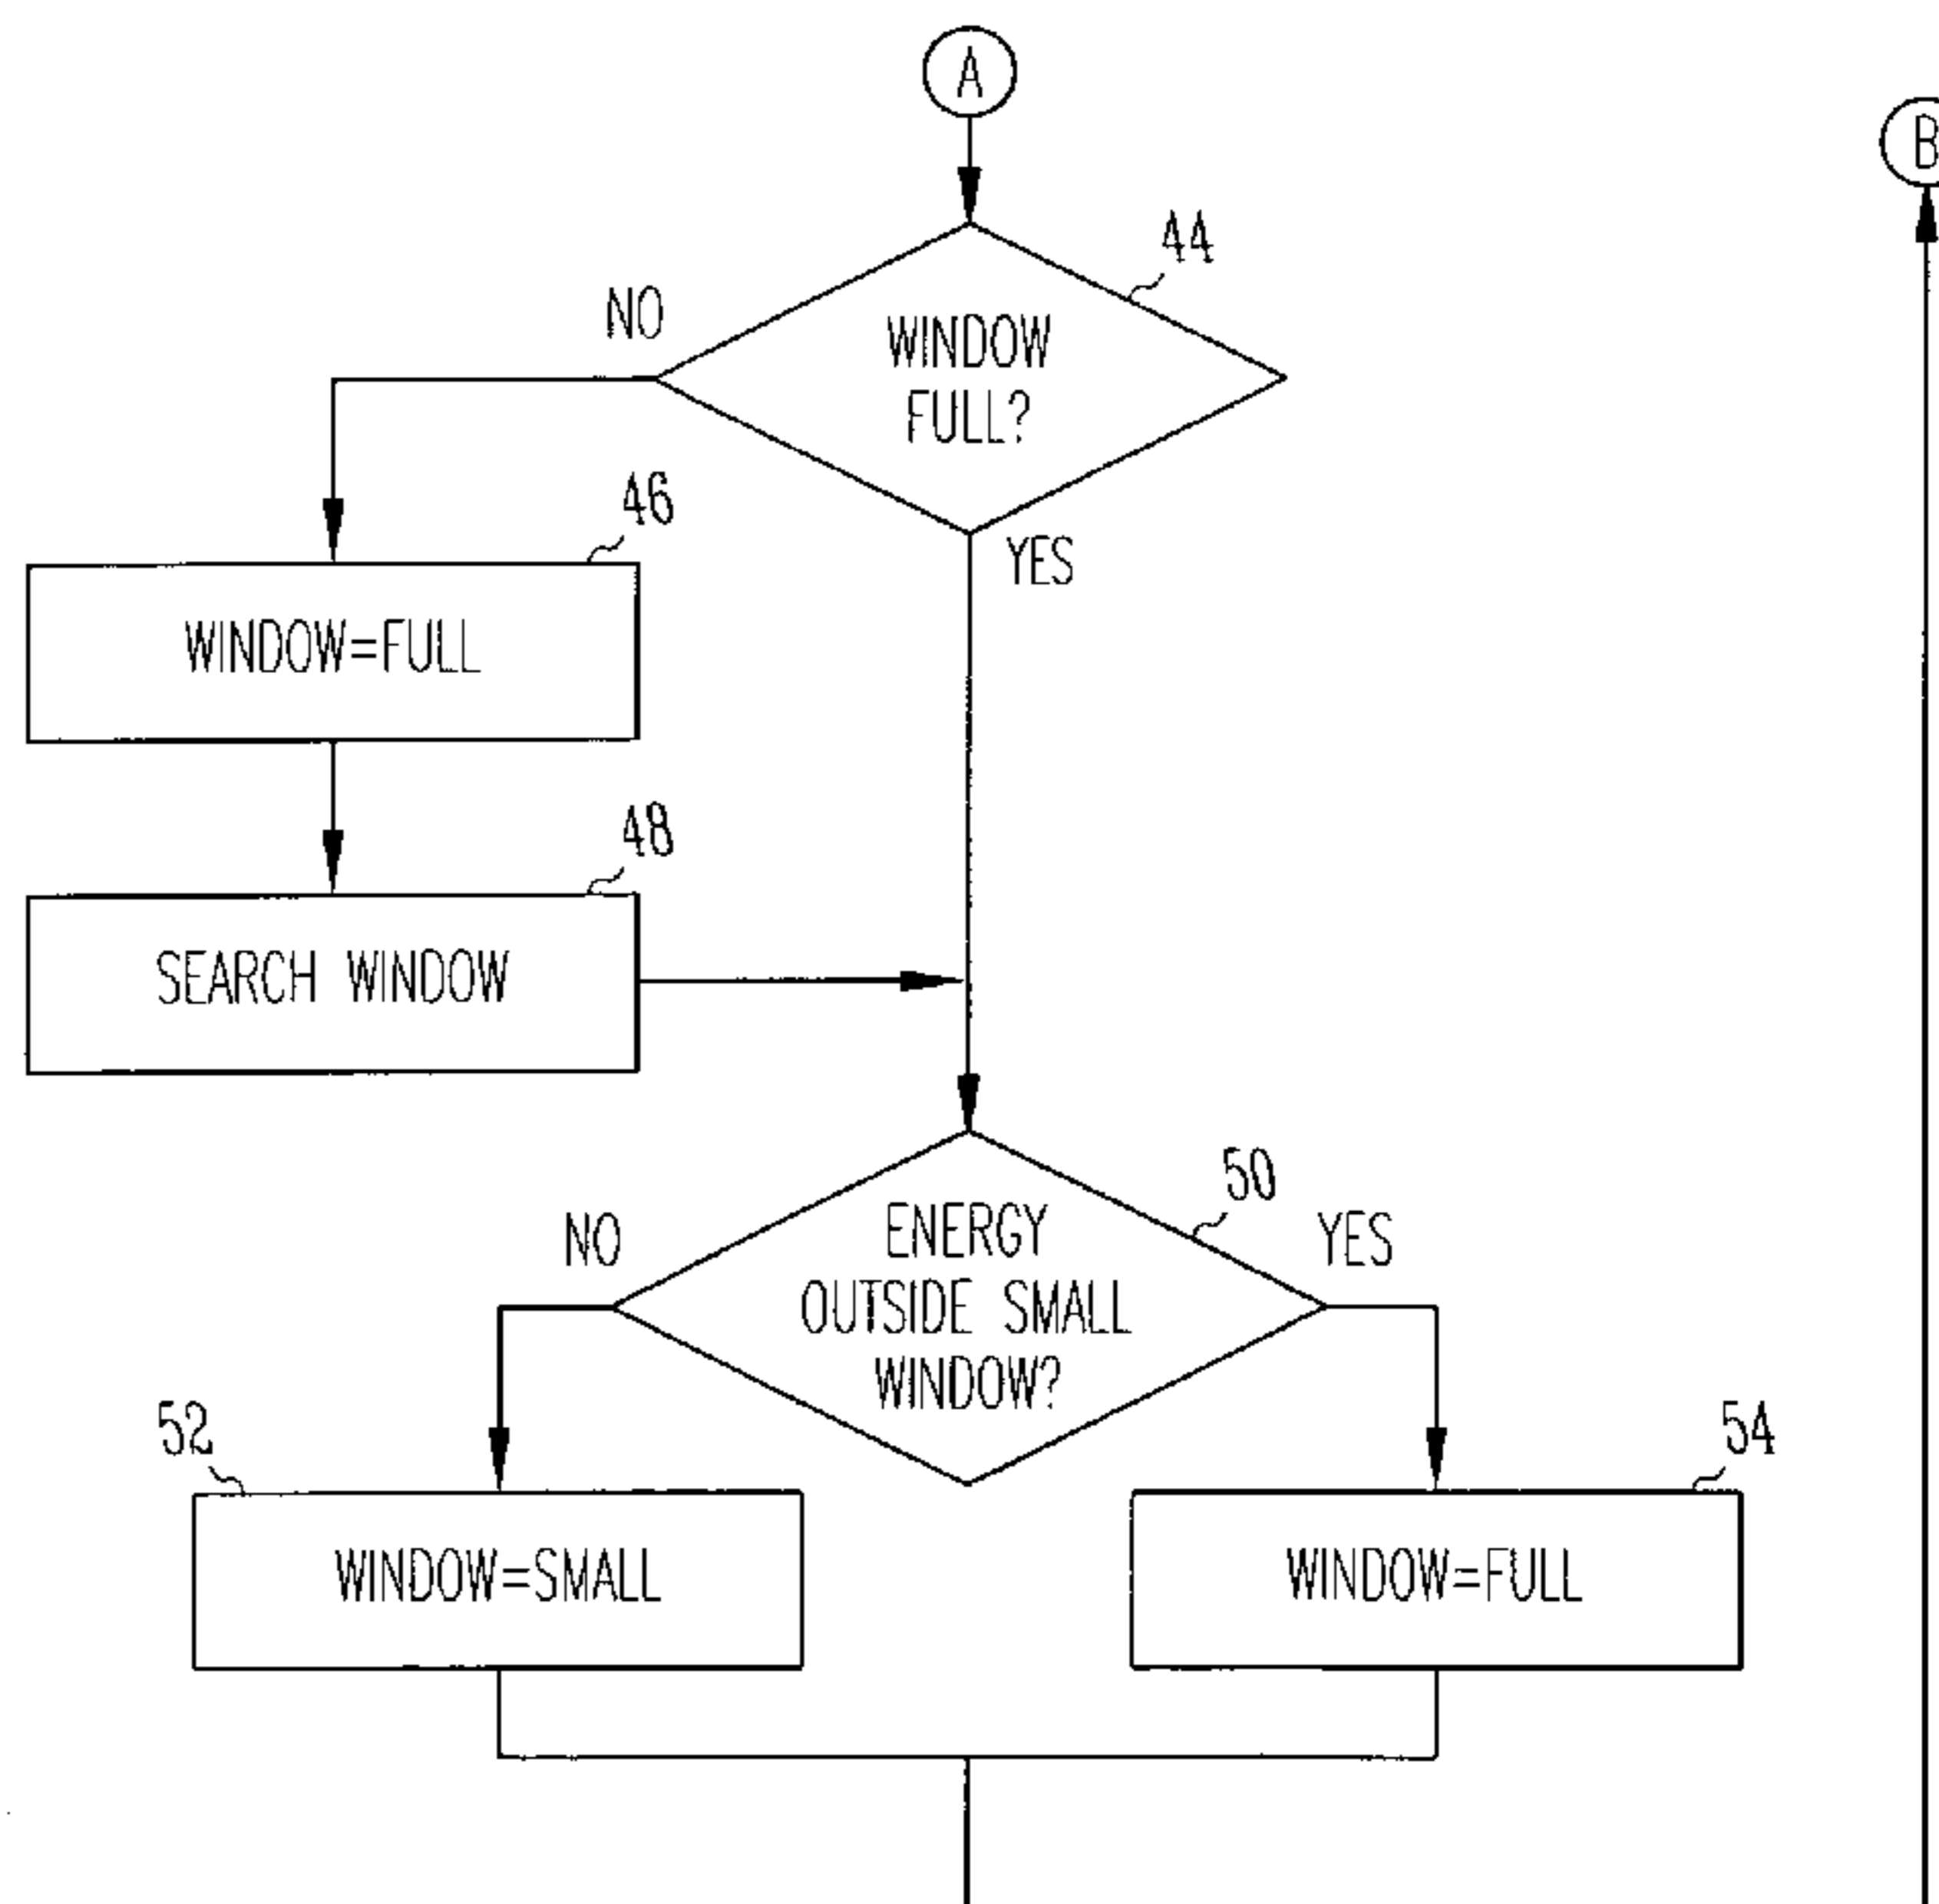 A
B
44
NO
WINDOW
FULL?
46
YES
WINDOW=FULL
48
SEARCH WINDOW
50
NO
ENERGY
YES
OUTSIDE SMALL
WINDOW?
52
54
WINDOW=SMALL
WINDOW=FULL